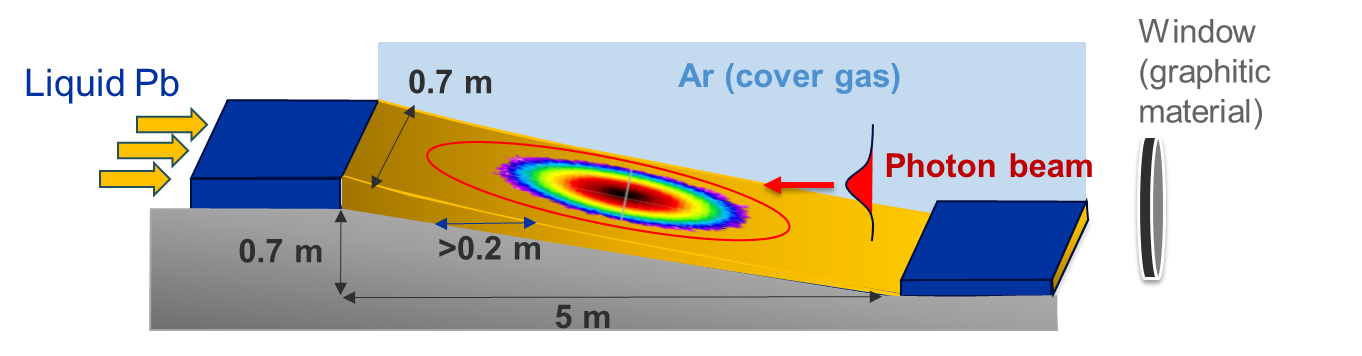 Liquid Pb
0.7 m
Ar (cover gas)
Window
(graphitic
material)
Photon beam
0.7 m
>0.2 m
5 m